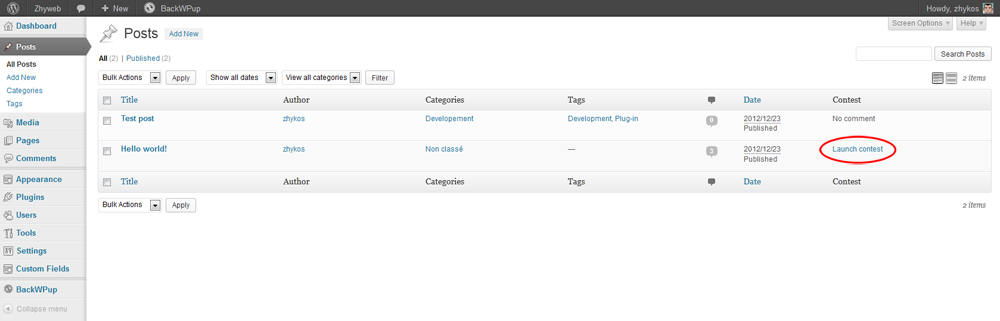 Zhyweb + New BackWPup Howdy, zhykos
Dashboard
Posts
All Posts
Add New
Categories
Tags
Media
Pages
Comments
Appearance
Plugins
Users
Tools
Settings
Custom Fields
BackWPup
Collapse menu
Screen Options Help
Posts Add New
All (2) | Published (2)
Search Posts
Bulk Actions Apply Show all dates View all categories Filter 2 items
Title Author Categories Tags Date Contest
Test post zhykos Developement Development, Plug-in 0 2012/12/23 No comment
Published
Hello world! zhykos Non classé — 3 2012/12/23 Launch contest
Published
Title Author Categories Tags Date Contest
Bulk Actions Apply 2 items